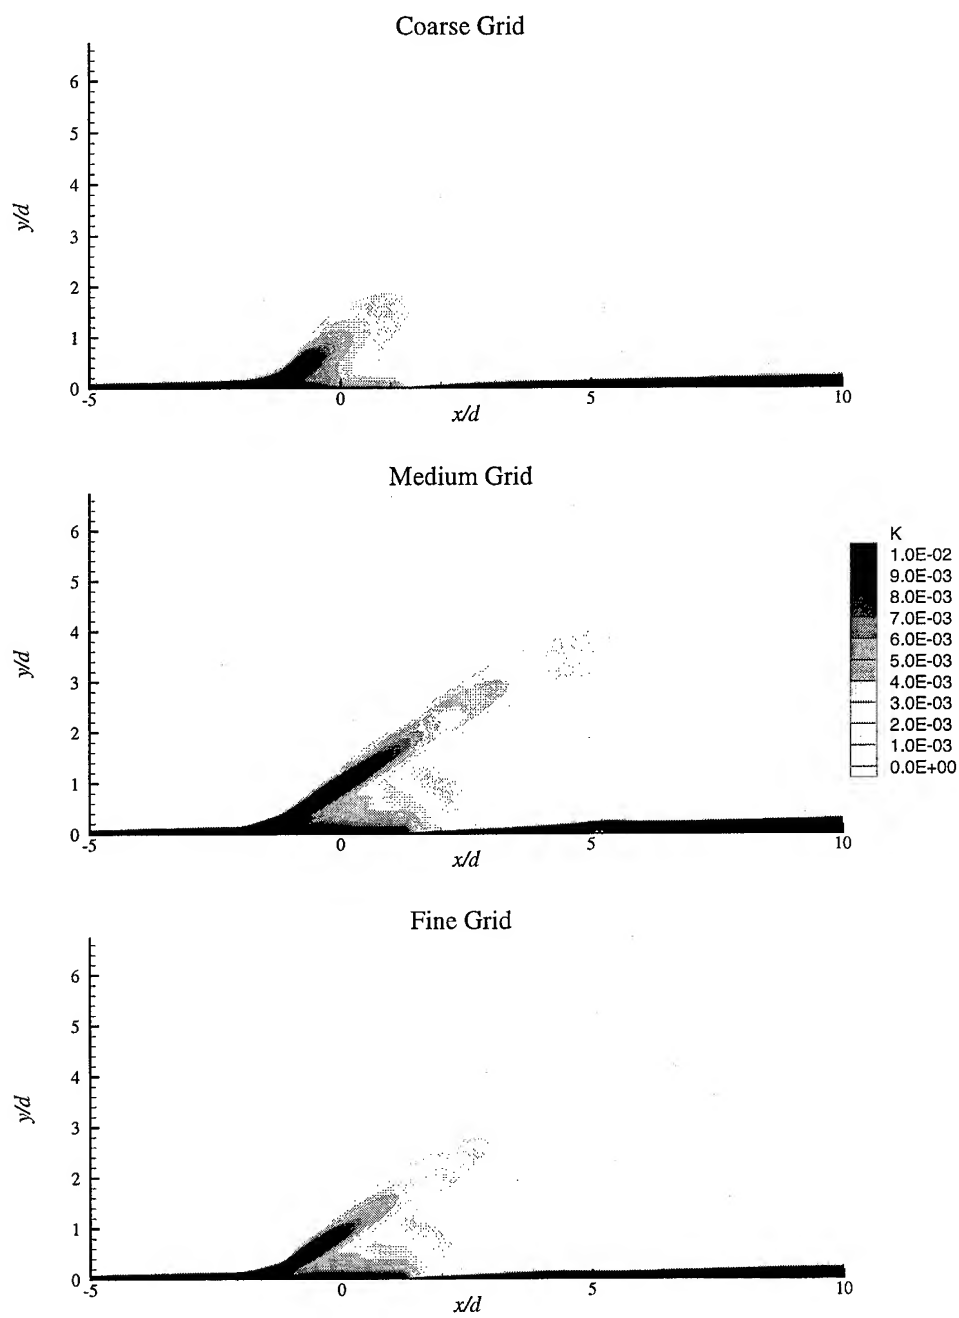 Coarse Grid
6
5
4
3
2
1
0
y/d
-5
0
5
10
x/d
Medium Grid
6
5
4
3
2
1
0
y/d
-5
0
5
10
x/d
K
1.0E-02
9.0E-03
8.0E-03
7.0E-03
6.0E-03
5.0E-03
4.0E-03
3.0E-03
2.0E-03
1.0E-03
0.0E+00
Fine Grid
6
5
4
3
2
1
0
y/d
-5
0
5
10
x/d